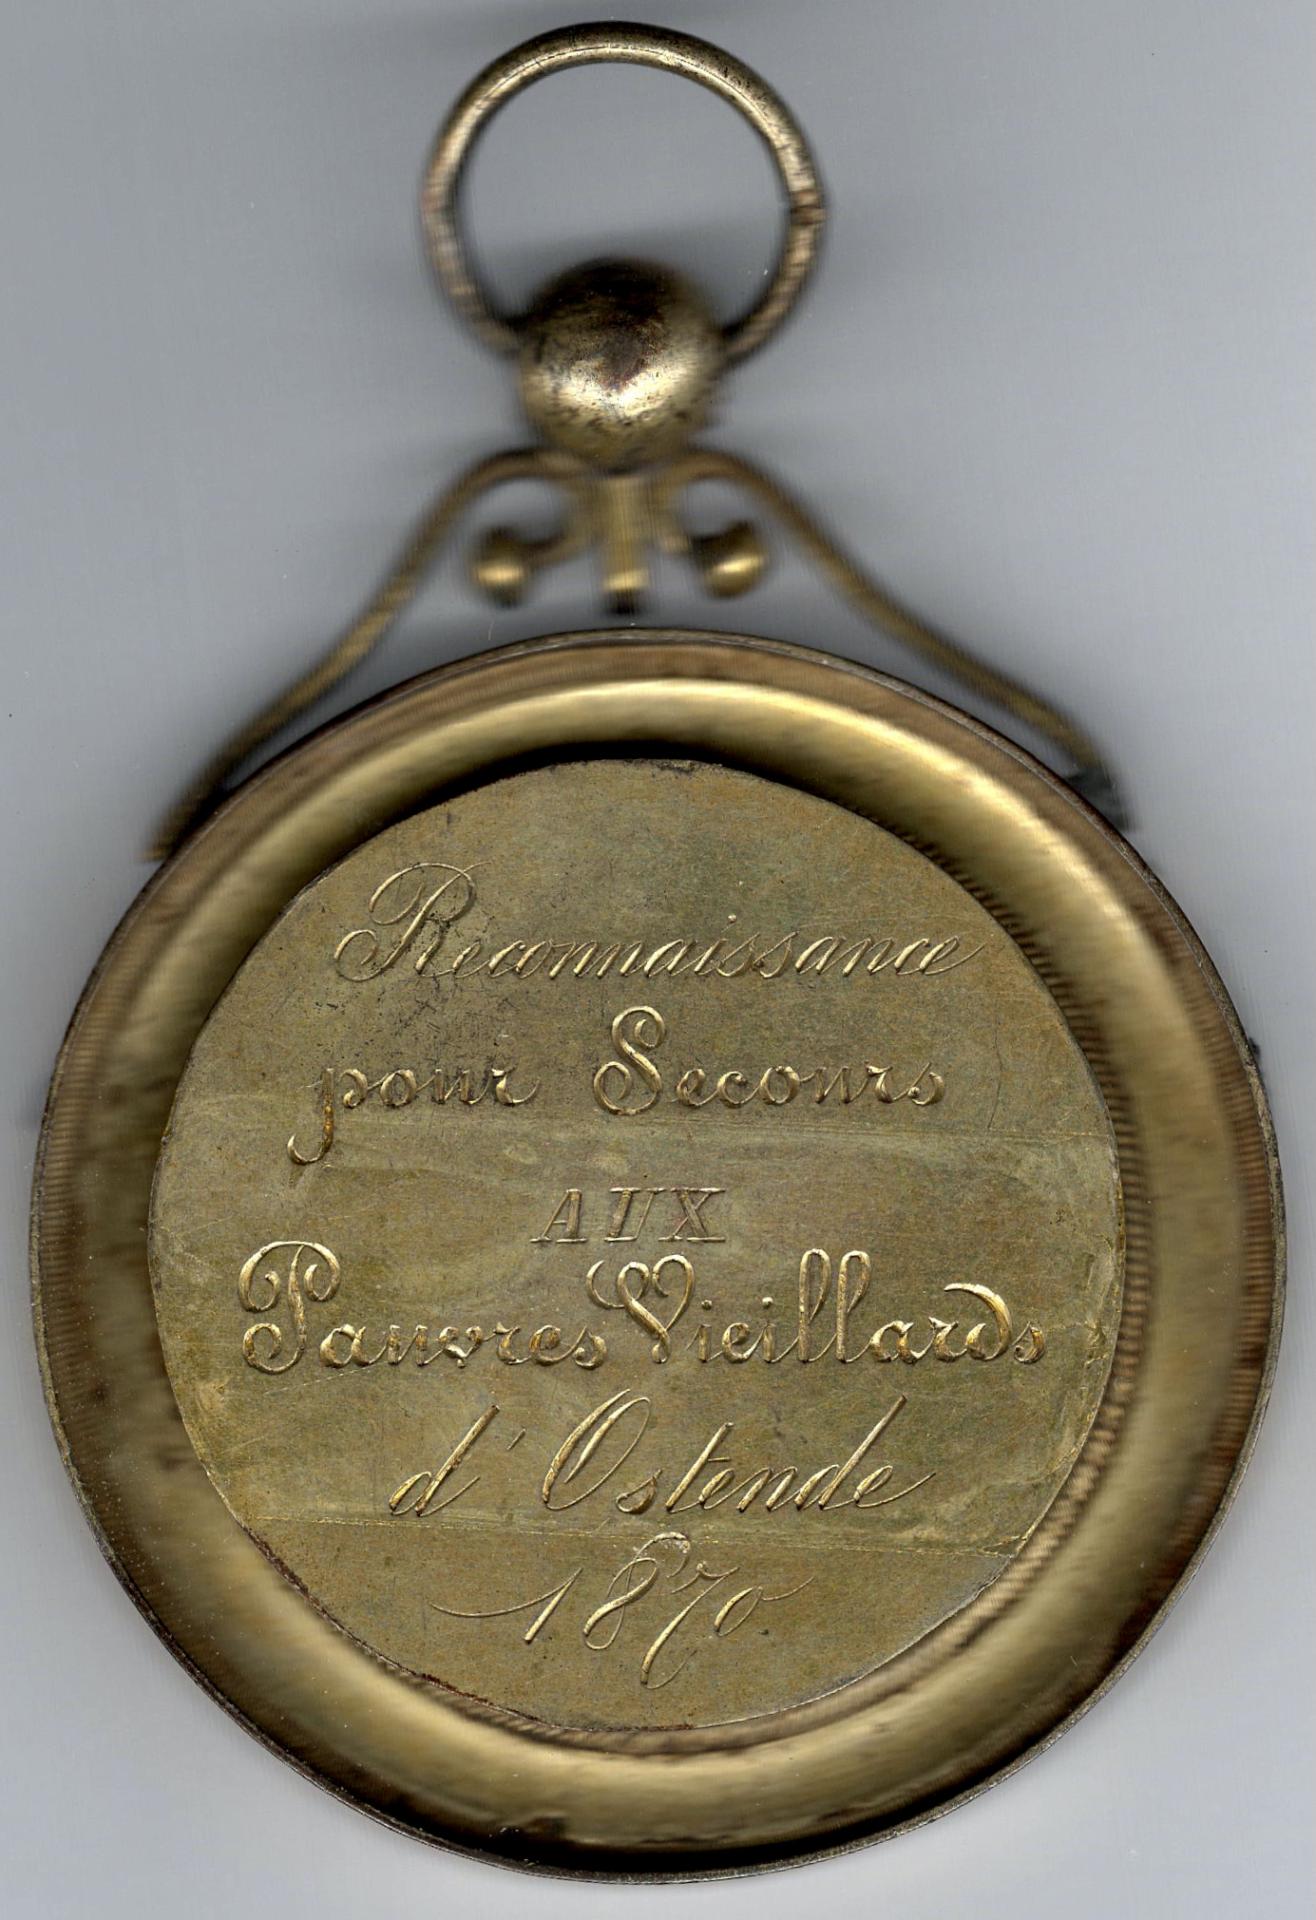 Reconnaissance
pour Secours
AUX
Pauvres Vieillards
d'Ostende
1870